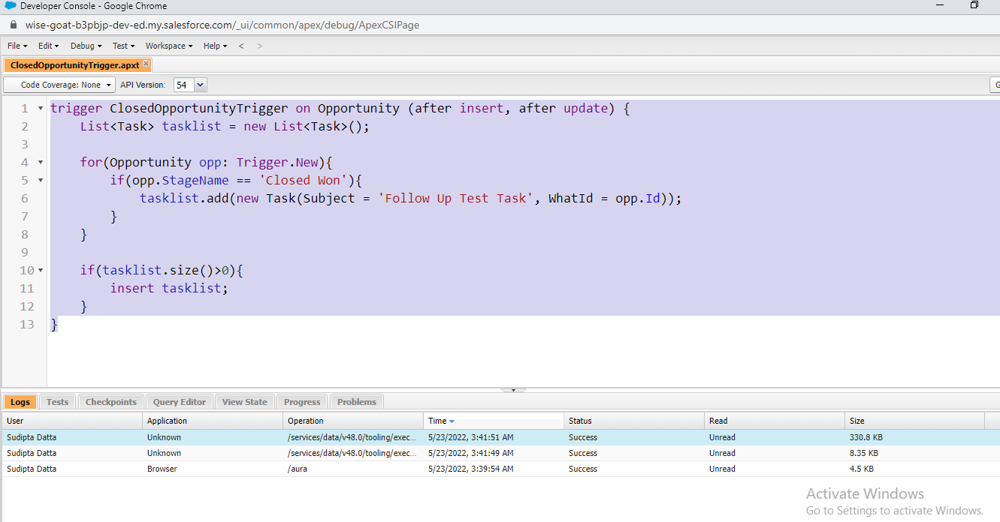 Developer Console - Google Chrome
wise-goat-b3pbjp-dev-ed.my.salesforce.com/_ui/common/apex/debug/ApexCSIPage
File Edit Debug Test Workspace Help < >
ClosedOpportunityTrigger.apxt
Code Coverage: None API Version: 54
1 trigger ClosedOpportunityTrigger on Opportunity (after insert, after update) {
2 List<Task> tasklist = new List<Task>();
3
4 for(Opportunity opp: Trigger.New){
5 if(opp.StageName == 'Closed Won'){
6 tasklist.add(new Task(Subject = 'Follow Up Test Task', WhatId = opp.Id));
7 }
8 }
9
10 if(tasklist.size()>0){
11 insert tasklist;
12 }
13 }
Logs Tests Checkpoints Query Editor View State Progress Problems
User Application Operation Time Status Read Size
Sudipta Datta Unknown /services/data/v48.0/tooling/exec... 5/23/2022, 3:41:51 AM Success Unread 330.8 KB
Sudipta Datta Unknown /services/data/v48.0/tooling/exec... 5/23/2022, 3:41:49 AM Success Unread 8.35 KB
Sudipta Datta Browser /aura 5/23/2022, 3:39:54 AM Success Unread 4.5 KB
Activate Windows
Go to Settings to activate Windows.